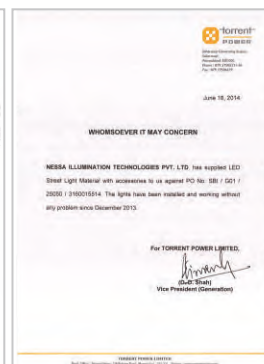 torrent
June 18, 2014
WHOMSOEVER IT MAY CONCERN
NESSA ILLUMINATION TECHNOLOGIES PVT. LTD. has supplied LED
Street Light Material with accessories to us against PO No. SBI / G01 /
25050 / 3160015514. The lights have been installed and working without
any problem since December 2013.
For TORRENT POWER LIMITED,
Shah)
Vice President (Generation)
TORRENT POWER LIMITED